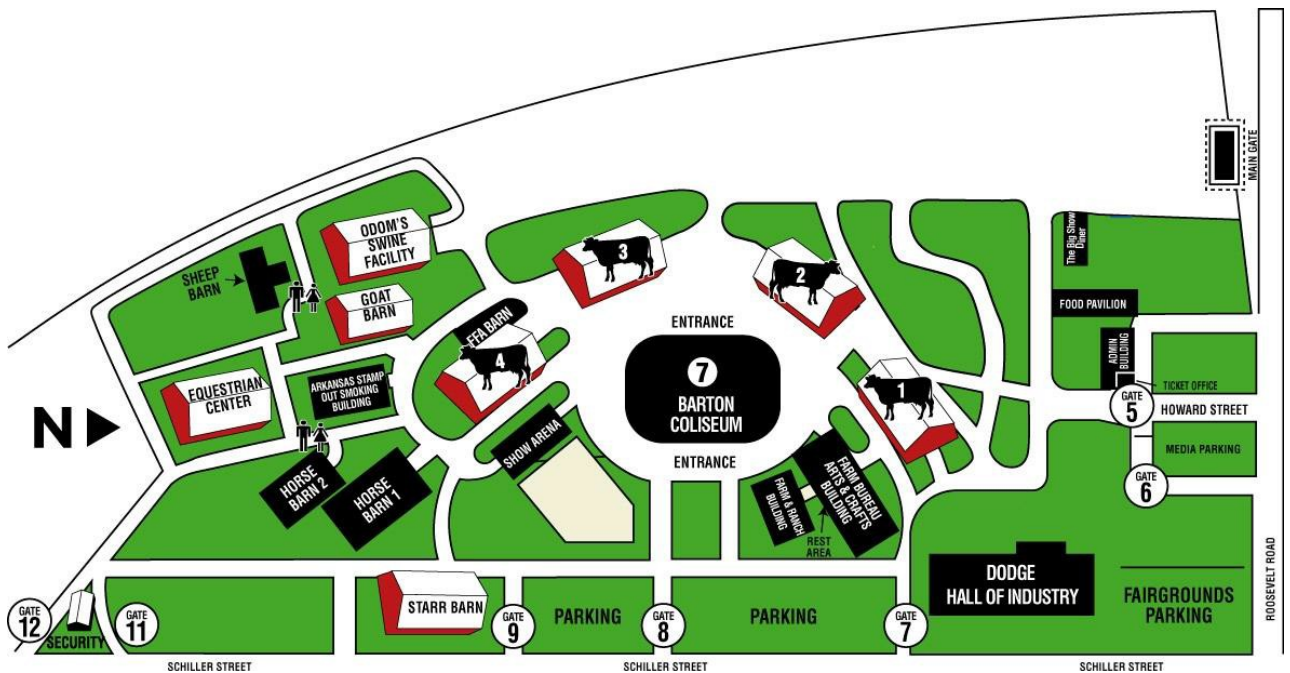 MAIN GATE
ROOSEVELT ROAD
ODOM'S
SWINE
FACILITY
SHEEP
BARN
GOAT
BARN
3
2
The Big Show
Diner
FOOD PAVILION
ADMIN
BUILDING
TICKET OFFICE
GATE
5
HOWARD STREET
MEDIA PARKING
GATE
6
FFA BARN
4
ENTRANCE
7
BARTON
COLISEUM
ENTRANCE
1
EQUESTRIAN
CENTER
ARKANSAS STAMP
OUT SMOKING
BUILDING
N
HORSE
BARN 2
HORSE
BARN 1
SHOW ARENA
FARM & RANCH
BUILDING
FARM BUREAU
ARTS & CRAFTS
BUILDING
REST
AREA
DODGE
HALL OF INDUSTRY
FAIRGROUNDS
PARKING
GATE
12
SECURITY
GATE
11
STARR BARN
GATE
9
PARKING
GATE
8
PARKING
GATE
7
SCHILLER STREET
SCHILLER STREET
SCHILLER STREET